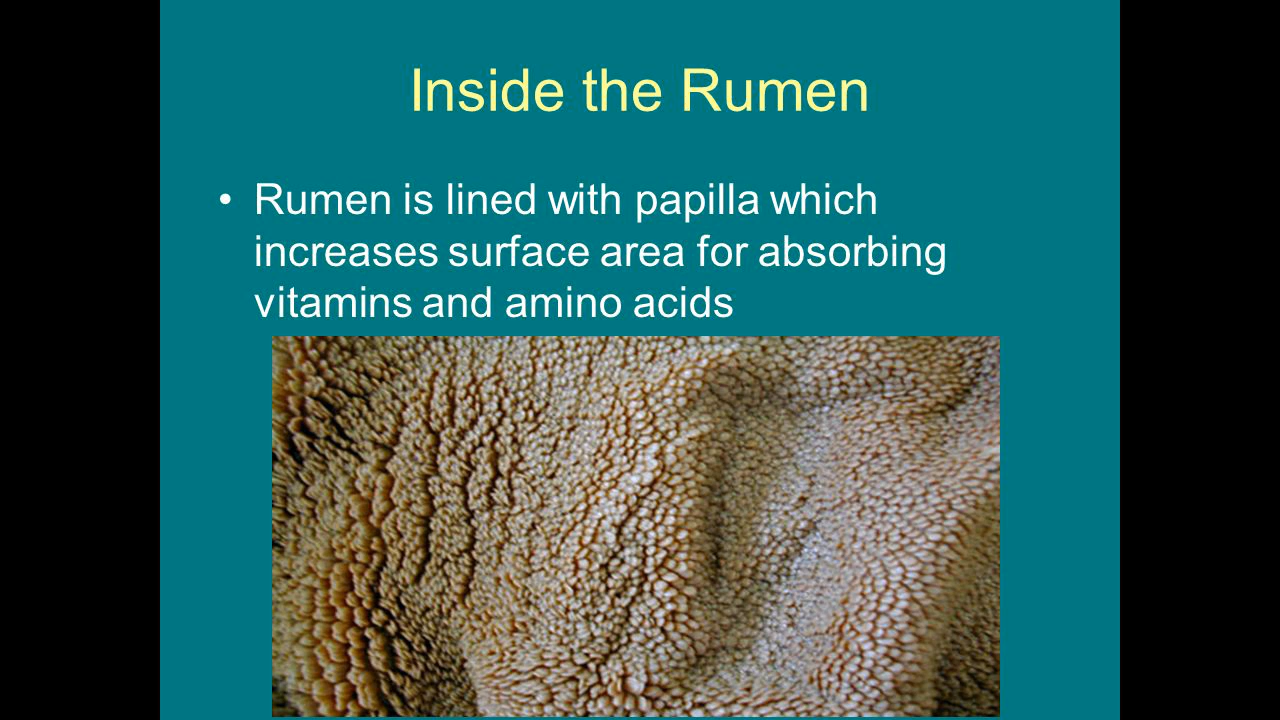 Inside the Rumen
• Rumen is lined with papilla which
increases surface area for absorbing
vitamins and amino acids